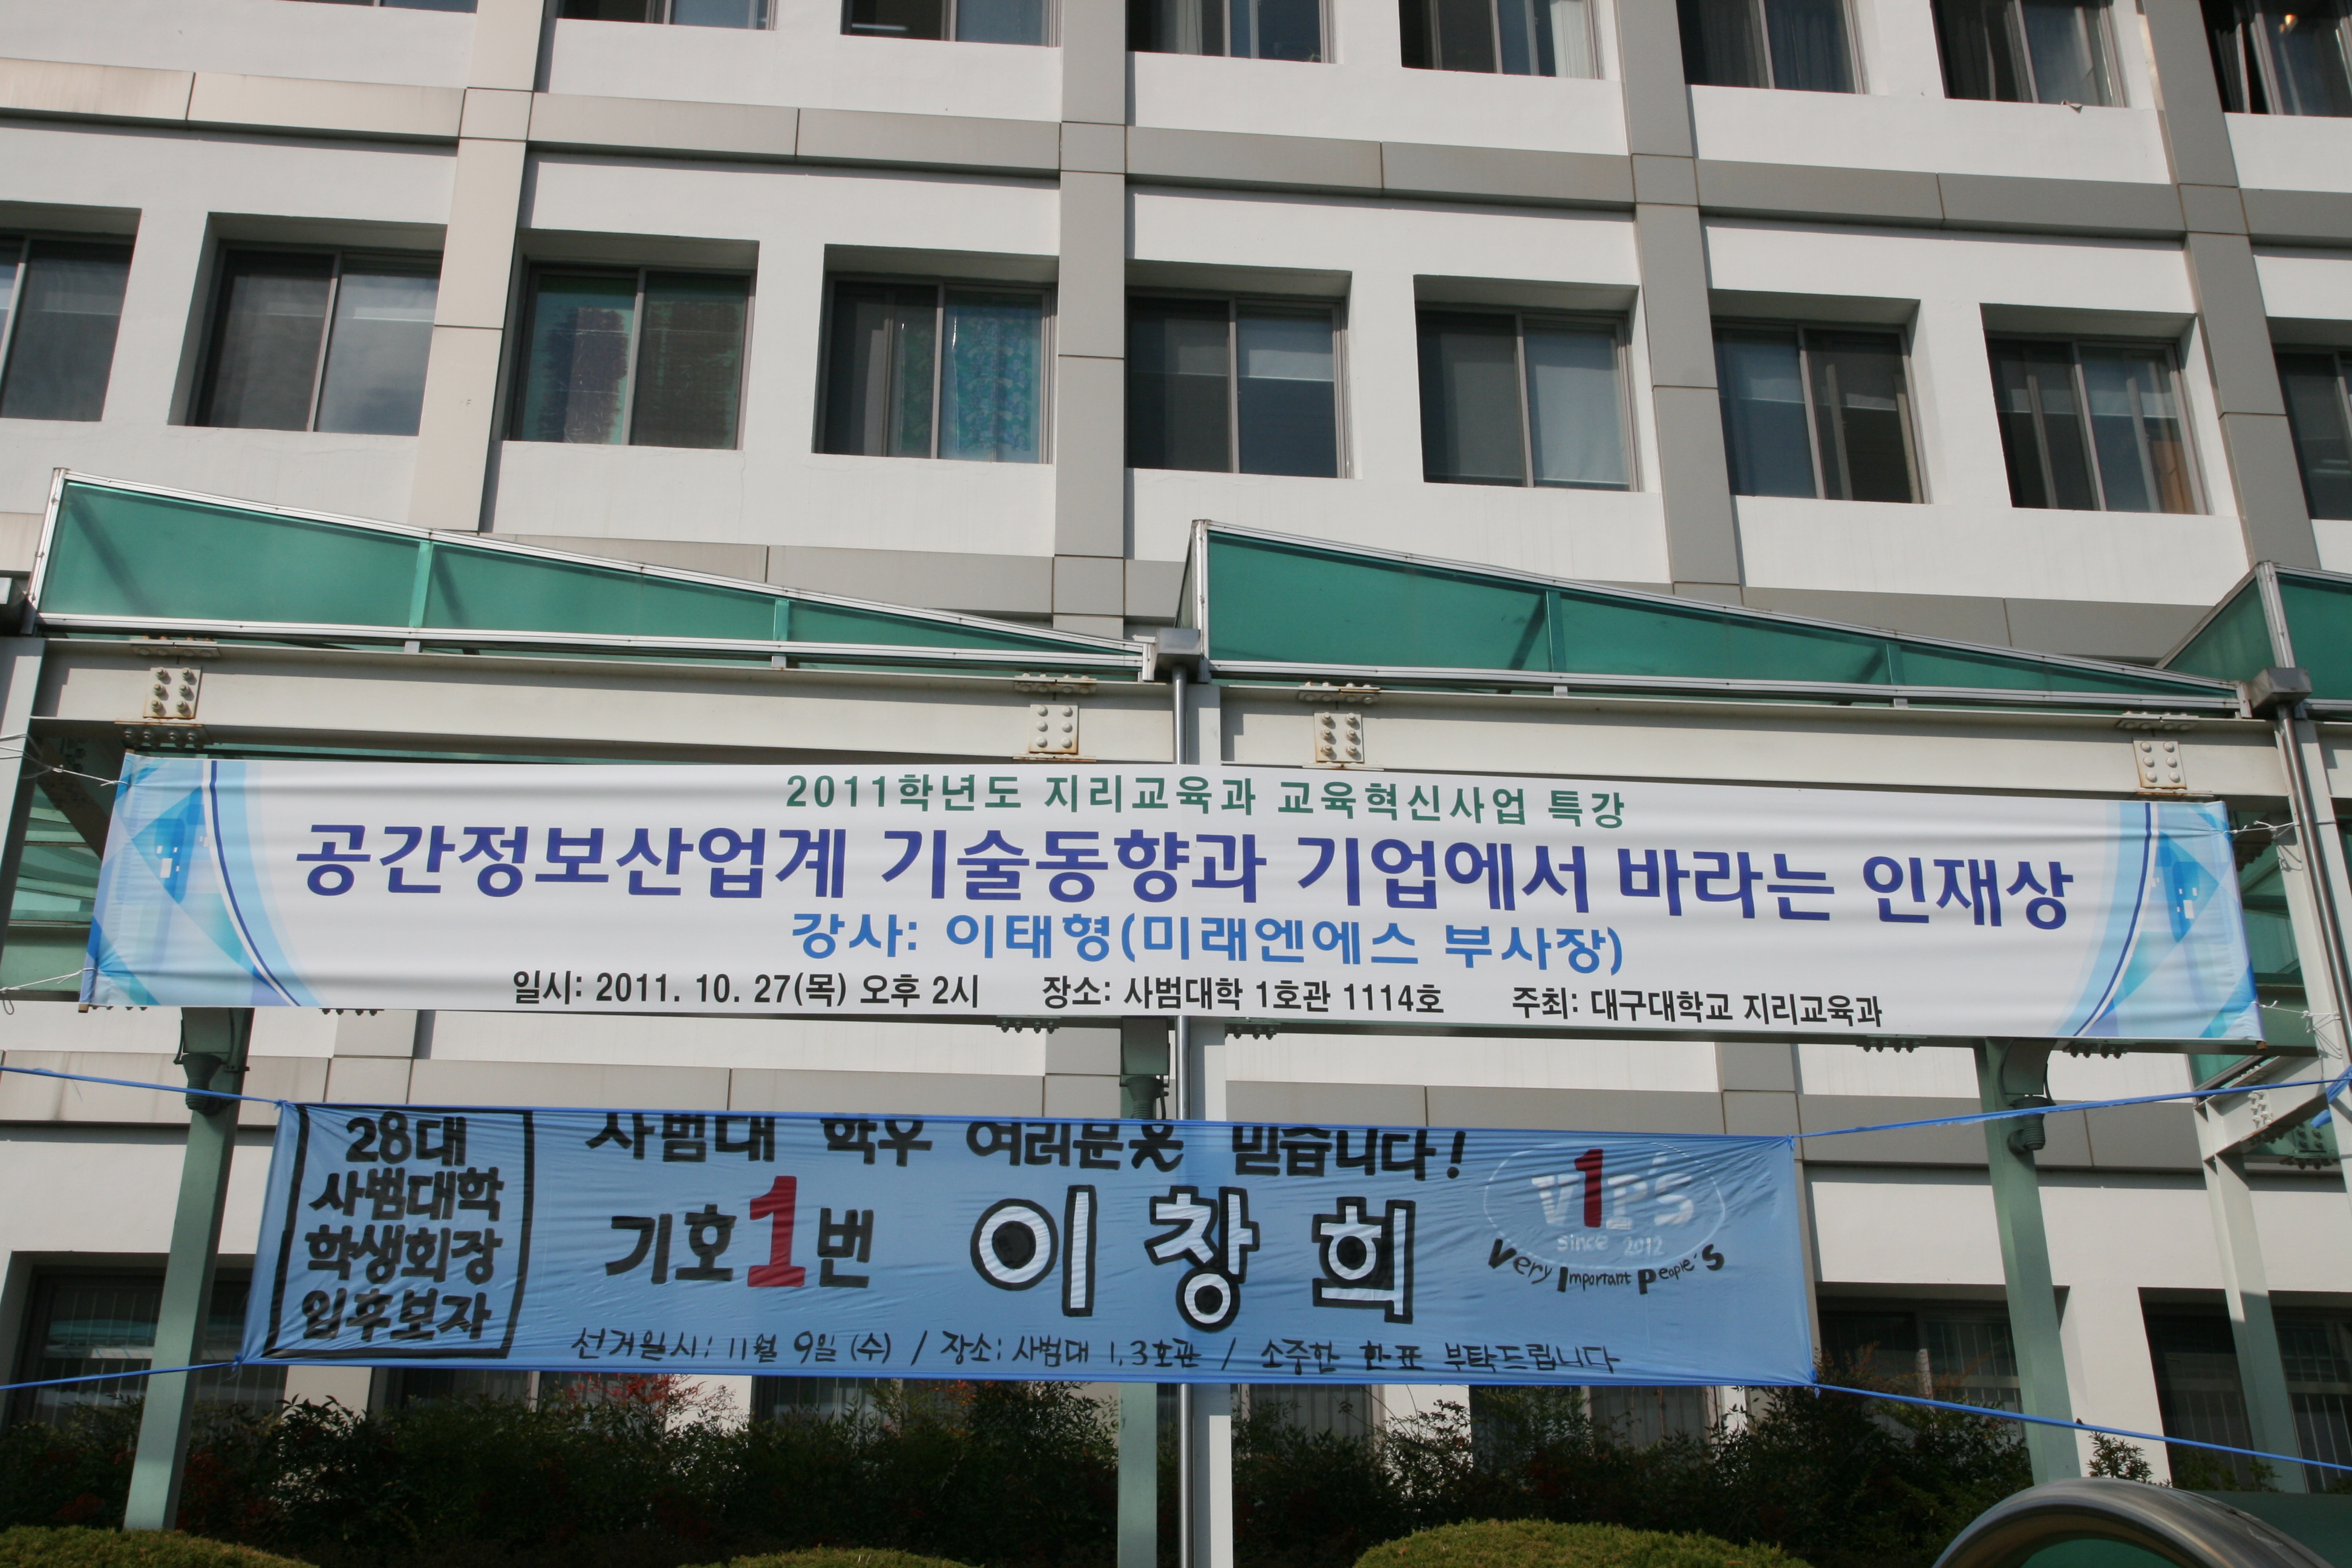 2011학년도 지리교육과 교육혁신사업 특강
공간정보산업계 기술동향과 기업에서 바라는 인재상
강사: 이태형(미래엔에스 부사장)
일시: 2011. 10. 27(목) 오후 2시 장소: 사범대학 1호관 1114호 주최: 대구대학교 지리교육과
28대
사범대학
학생회장
입후보자
사범대 학우 여러분을 믿습니다!
기호1번 이창희
V1P'S
since 2012
Very Important People's
선거일시: 11월 9일 (수) / 장소: 사범대 1.3호관 / 소중한 한표 부탁드립니다